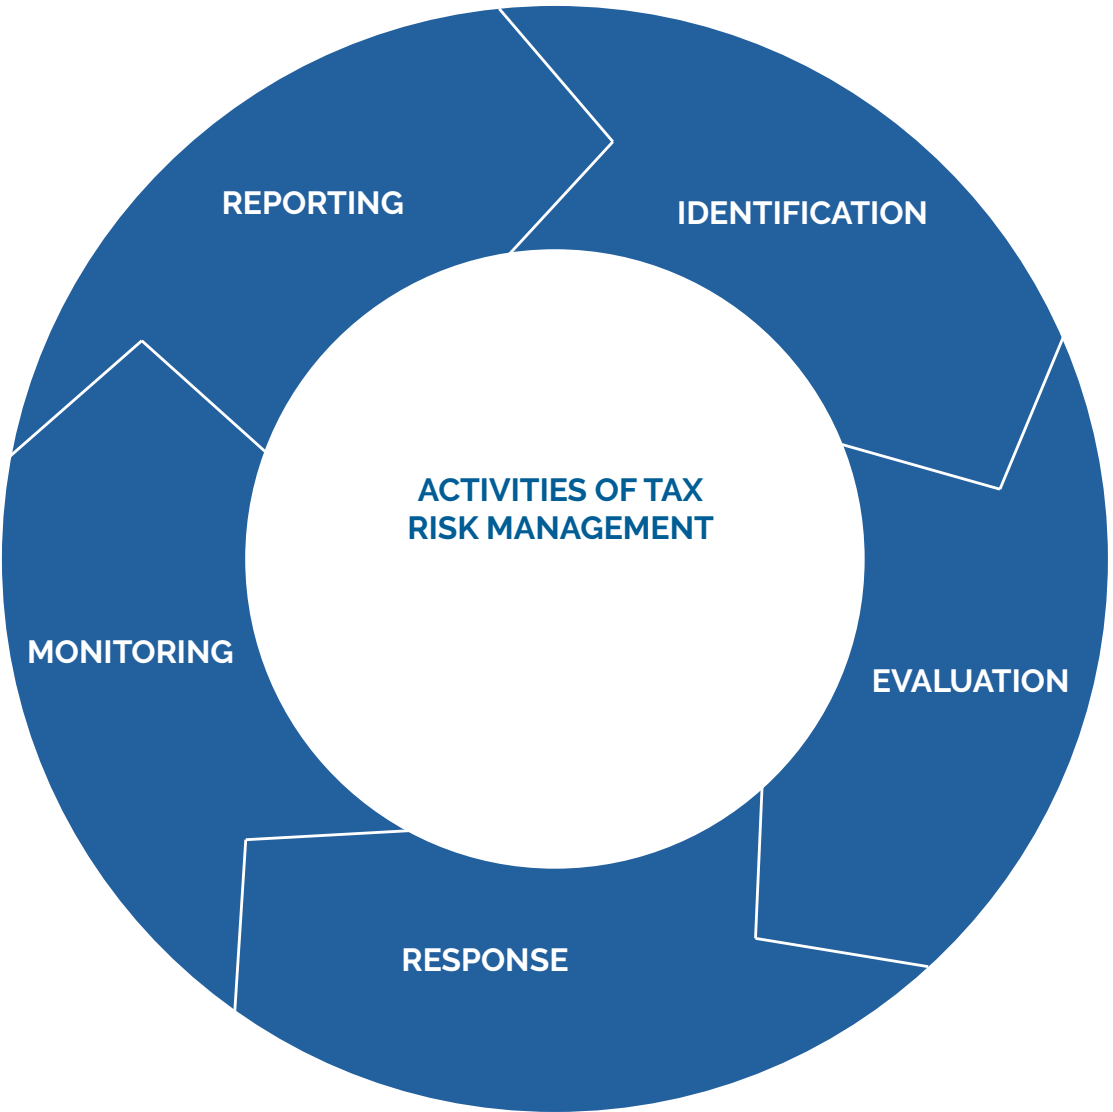 REPORTING
IDENTIFICATION
ACTIVITIES OF TAX
RISK MANAGEMENT
MONITORING
EVALUATION
RESPONSE